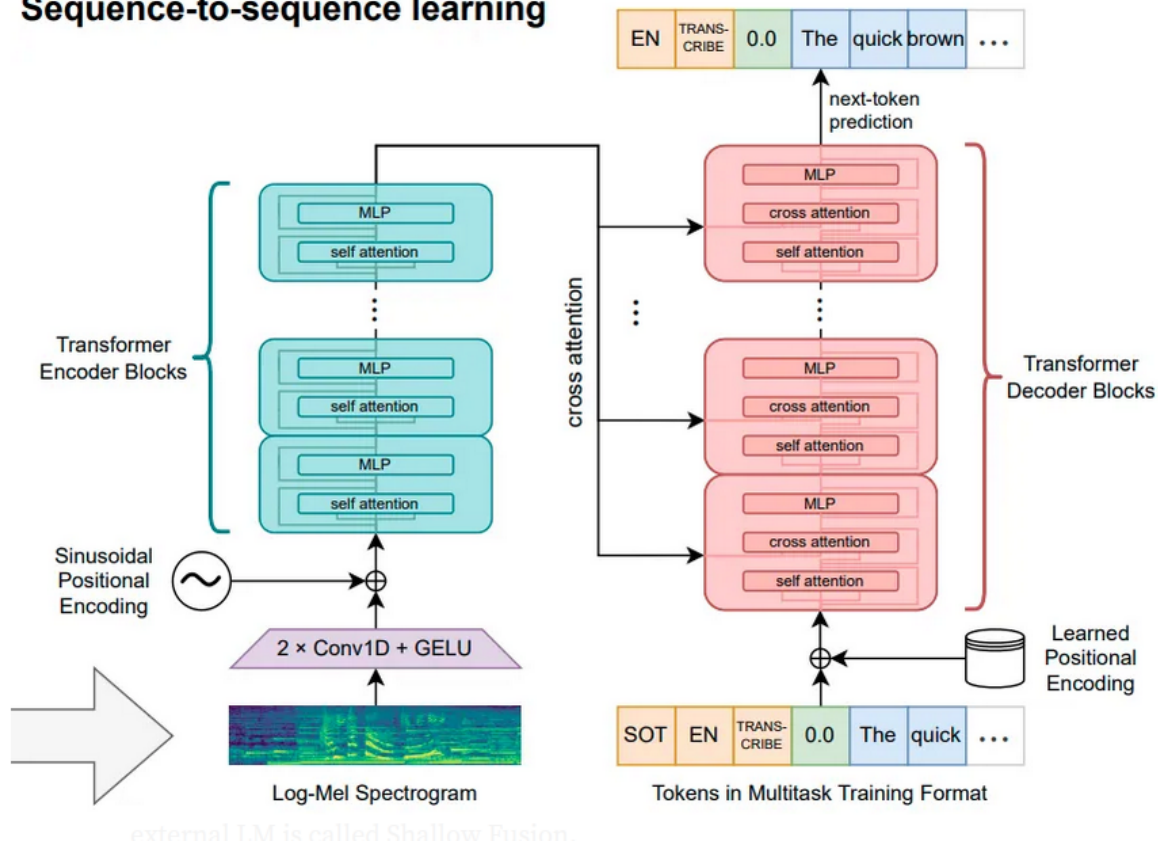 Sequence-to-sequence learning
EN TRANS-CRIBE 0.0 The quick brown ...
next-token
prediction
MLP
cross attention
self attention
MLP
self attention
...
cross attention
...
...
Transformer
Encoder Blocks
MLP
self attention
MLP
self attention
MLP
cross attention
self attention
MLP
cross attention
self attention
Transformer
Decoder Blocks
Sinusoidal
Positional
Encoding
~
2 × Conv1D + GELU
Learned
Positional
Encoding
SOT EN TRANS-CRIBE 0.0 The quick ...
Log-Mel Spectrogram
Tokens in Multitask Training Format
external LM is called Shallow Fusion.